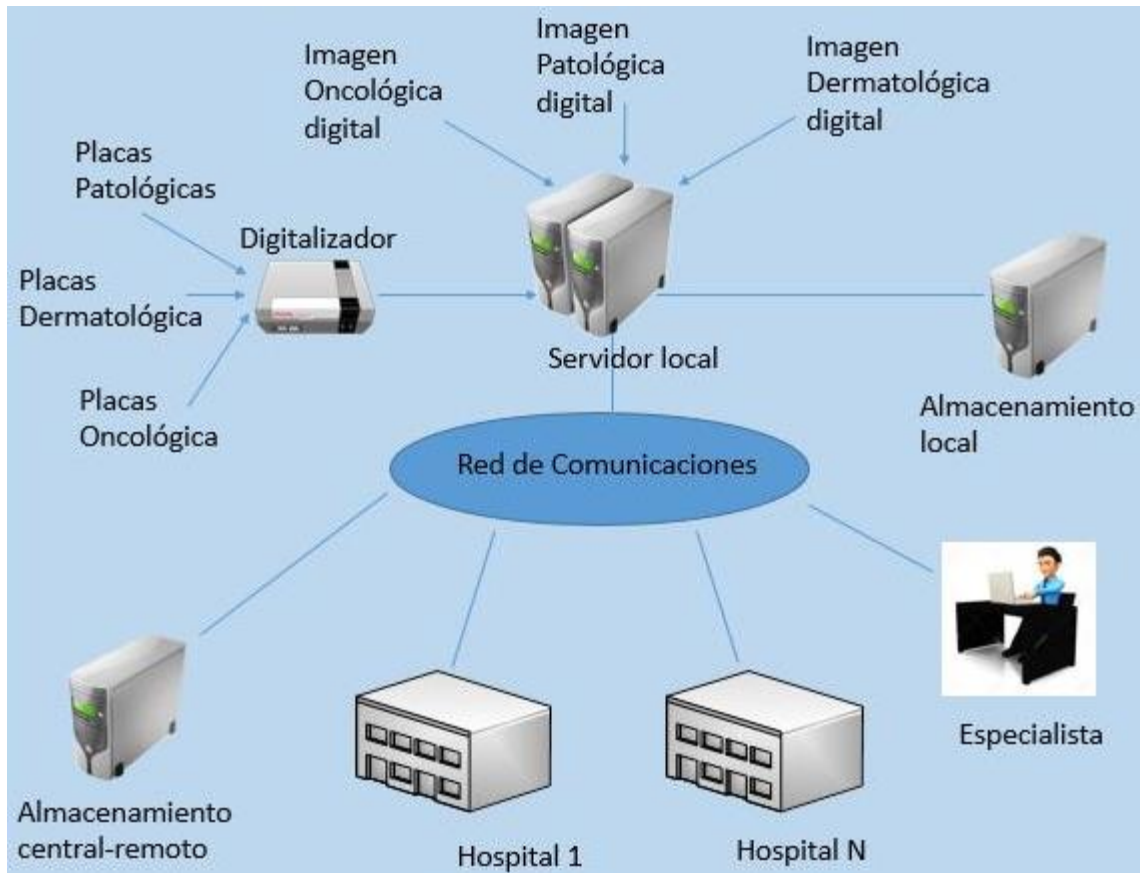 Imagen
Oncológica
digital
Imagen
Patológica
digital
Imagen
Dermatológica
digital
Placas
Patológicas
Digitalizador
Placas
Dermatológica
Placas
Oncológica
Servidor local
Almacenamiento
local
Red de Comunicaciones
Especialista
Almacenamiento
central-remoto
Hospital 1
Hospital N